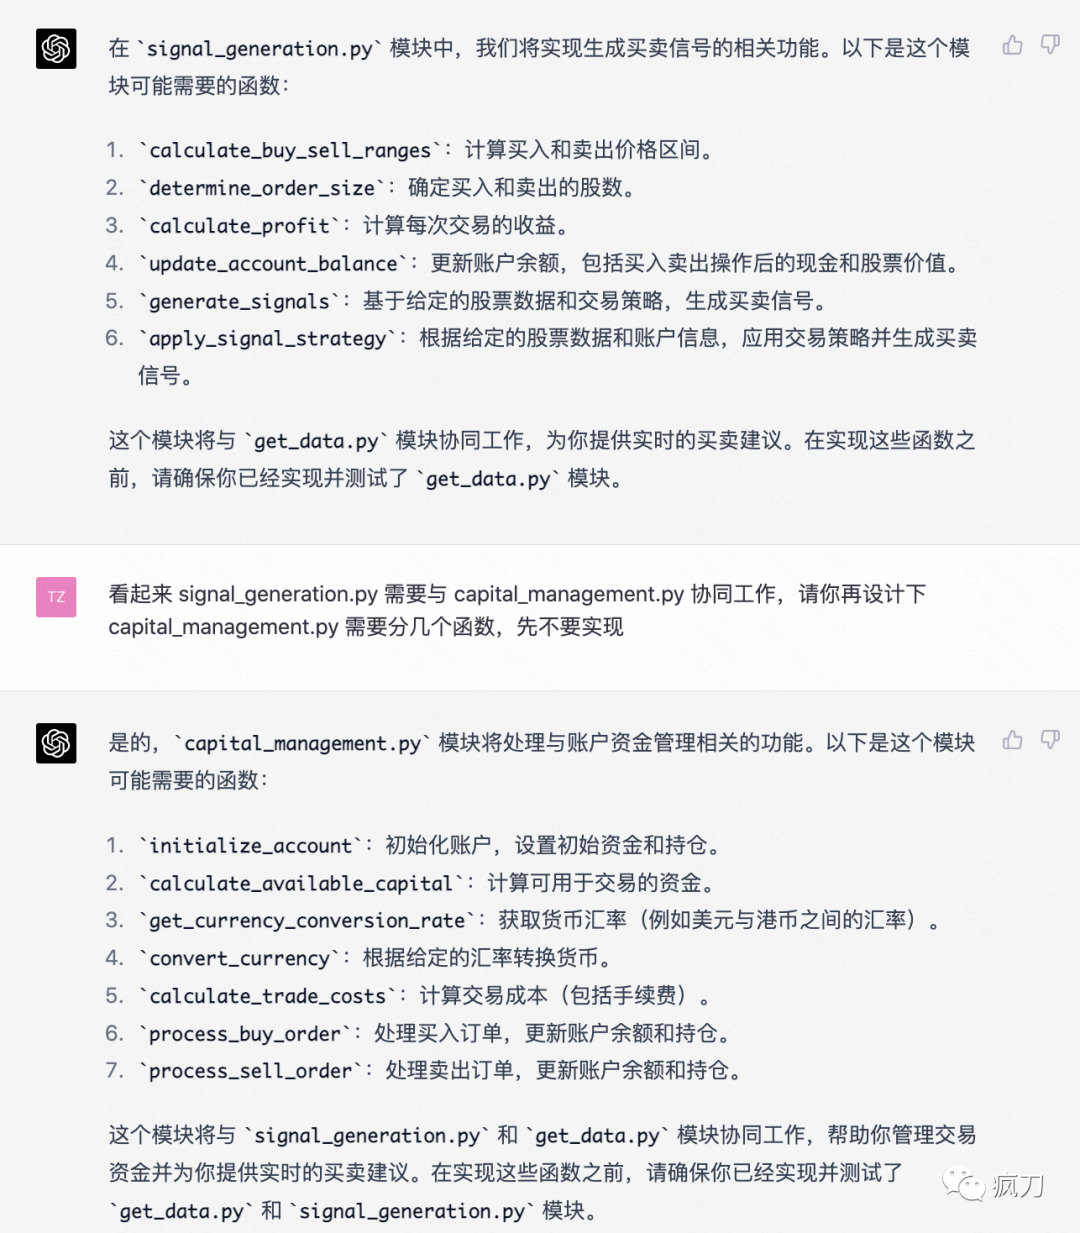 在 `signal_generation.py` 模块中，我们将实现生成买卖信号的相关功能。以下是这个模
块可能需要的函数：
1. `calculate_buy_sell_ranges`：计算买入和卖出价格区间。
2. `determine_order_size`：确定买入和卖出的股数。
3. `calculate_profit`：计算每次交易的收益。
4. `update_account_balance`：更新账户余额，包括买入卖出操作后的现金和股票价值。
5. `generate_signals`：基于给定的股票数据和交易策略，生成买卖信号。
6. `apply_signal_strategy`：根据给定的股票数据和账户信息，应用交易策略并生成买卖
信号。
这个模块将与 `get_data.py` 模块协同工作，为你提供实时的买卖建议。在实现这些函数之
前，请确保你已经实现并测试了 `get_data.py` 模块。
TZ
看起来 signal_generation.py 需要与 capital_management.py 协同工作，请你再设计下
capital_management.py 需要分几个函数，先不要实现
是的，`capital_management.py` 模块将处理与账户资金管理相关的功能。以下是这个模块
可能需要的函数：
1. `initialize_account`：初始化账户，设置初始资金和持仓。
2. `calculate_available_capital`：计算可用于交易的资金。
3. `get_currency_conversion_rate`：获取货币汇率（例如美元与港币之间的汇率）。
4. `convert_currency`：根据给定的汇率转换货币。
5. `calculate_trade_costs`：计算交易成本（包括手续费）。
6. `process_buy_order`：处理买入订单，更新账户余额和持仓。
7. `process_sell_order`：处理卖出订单，更新账户余额和持仓。
这个模块将与 `signal_generation.py` 和 `get_data.py` 模块协同工作，帮助你管理交易
资金并为你提供实时的买卖建议。在实现这些函数之前，请确保你已经实现并测试了
`get_data.py` 和 `signal_generation.py` 模块。
疯刀